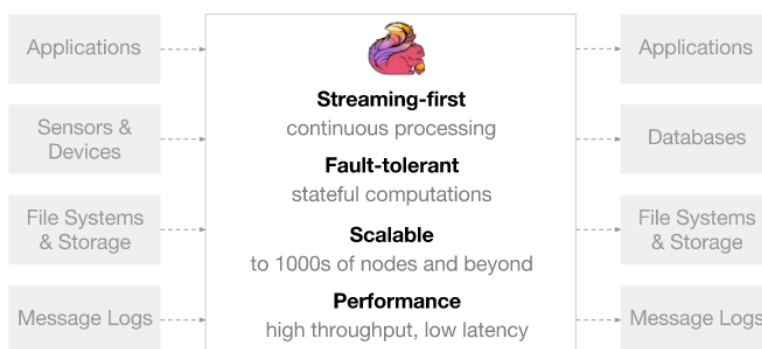 Applications
Sensors &
Devices
File Systems
& Storage
Message Logs
Streaming-first
continuous processing
Fault-tolerant
stateful computations
Scalable
to 1000s of nodes and beyond
Performance
high throughput, low latency
Applications
Databases
File Systems
& Storage
Message Logs